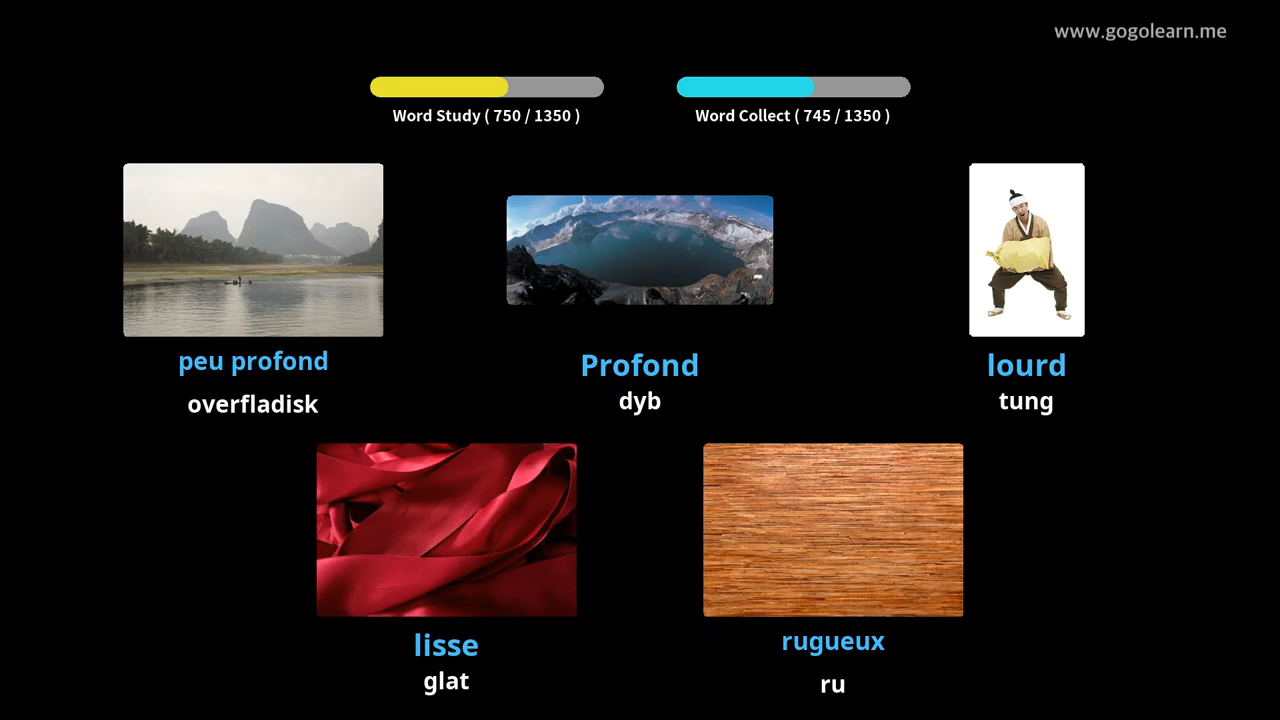 www.gogolearn.me
Word Study ( 750 / 1350 )
Word Collect ( 745 / 1350 )
peu profond
overfladisk
Profond
dyb
lourd
tung
lisse
glat
rugueux
ru